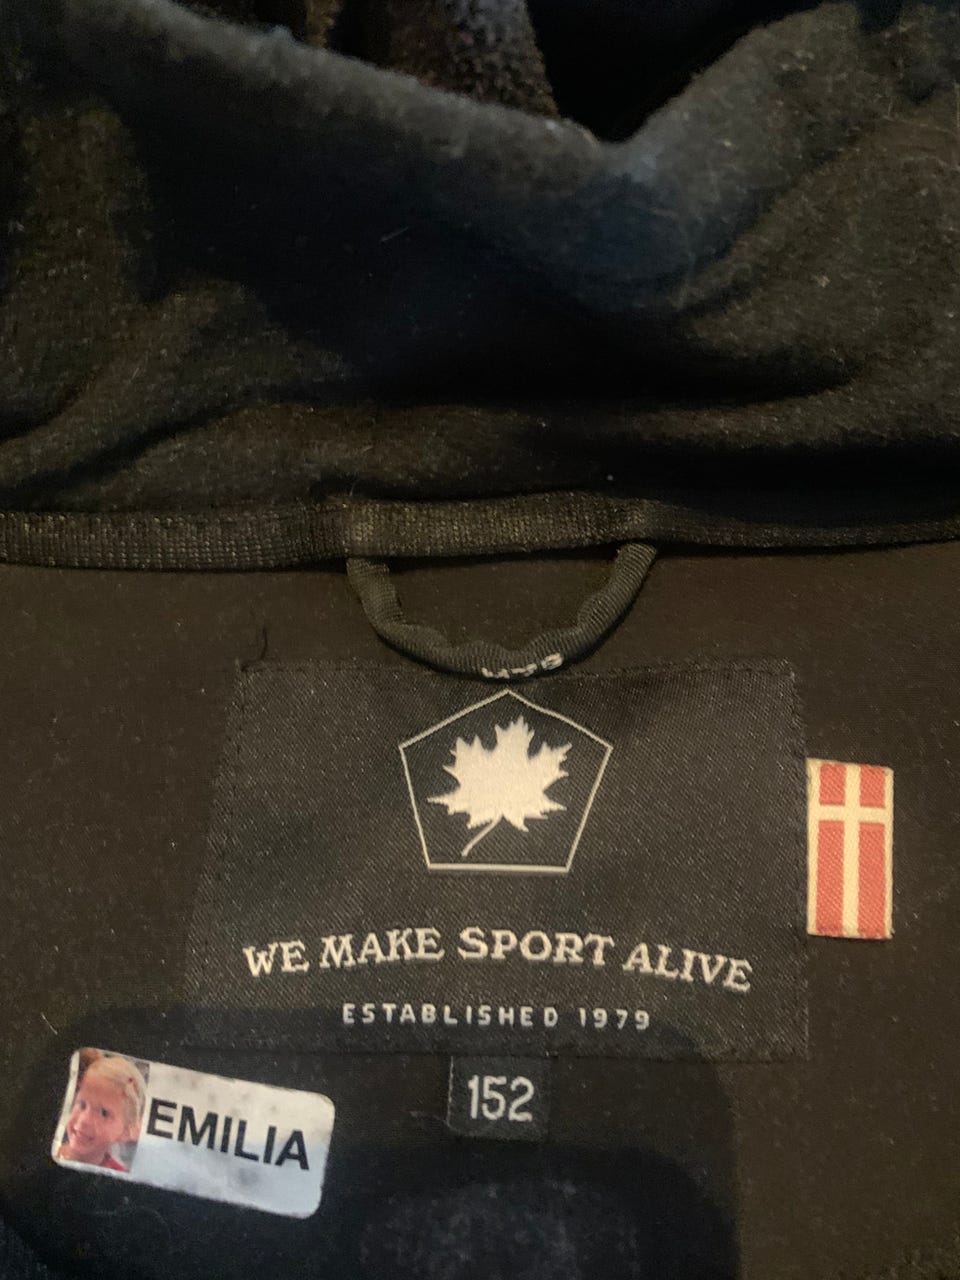 WE MAKE SPORT ALIVE
ESTABLISHED 1979
152
EMILIA